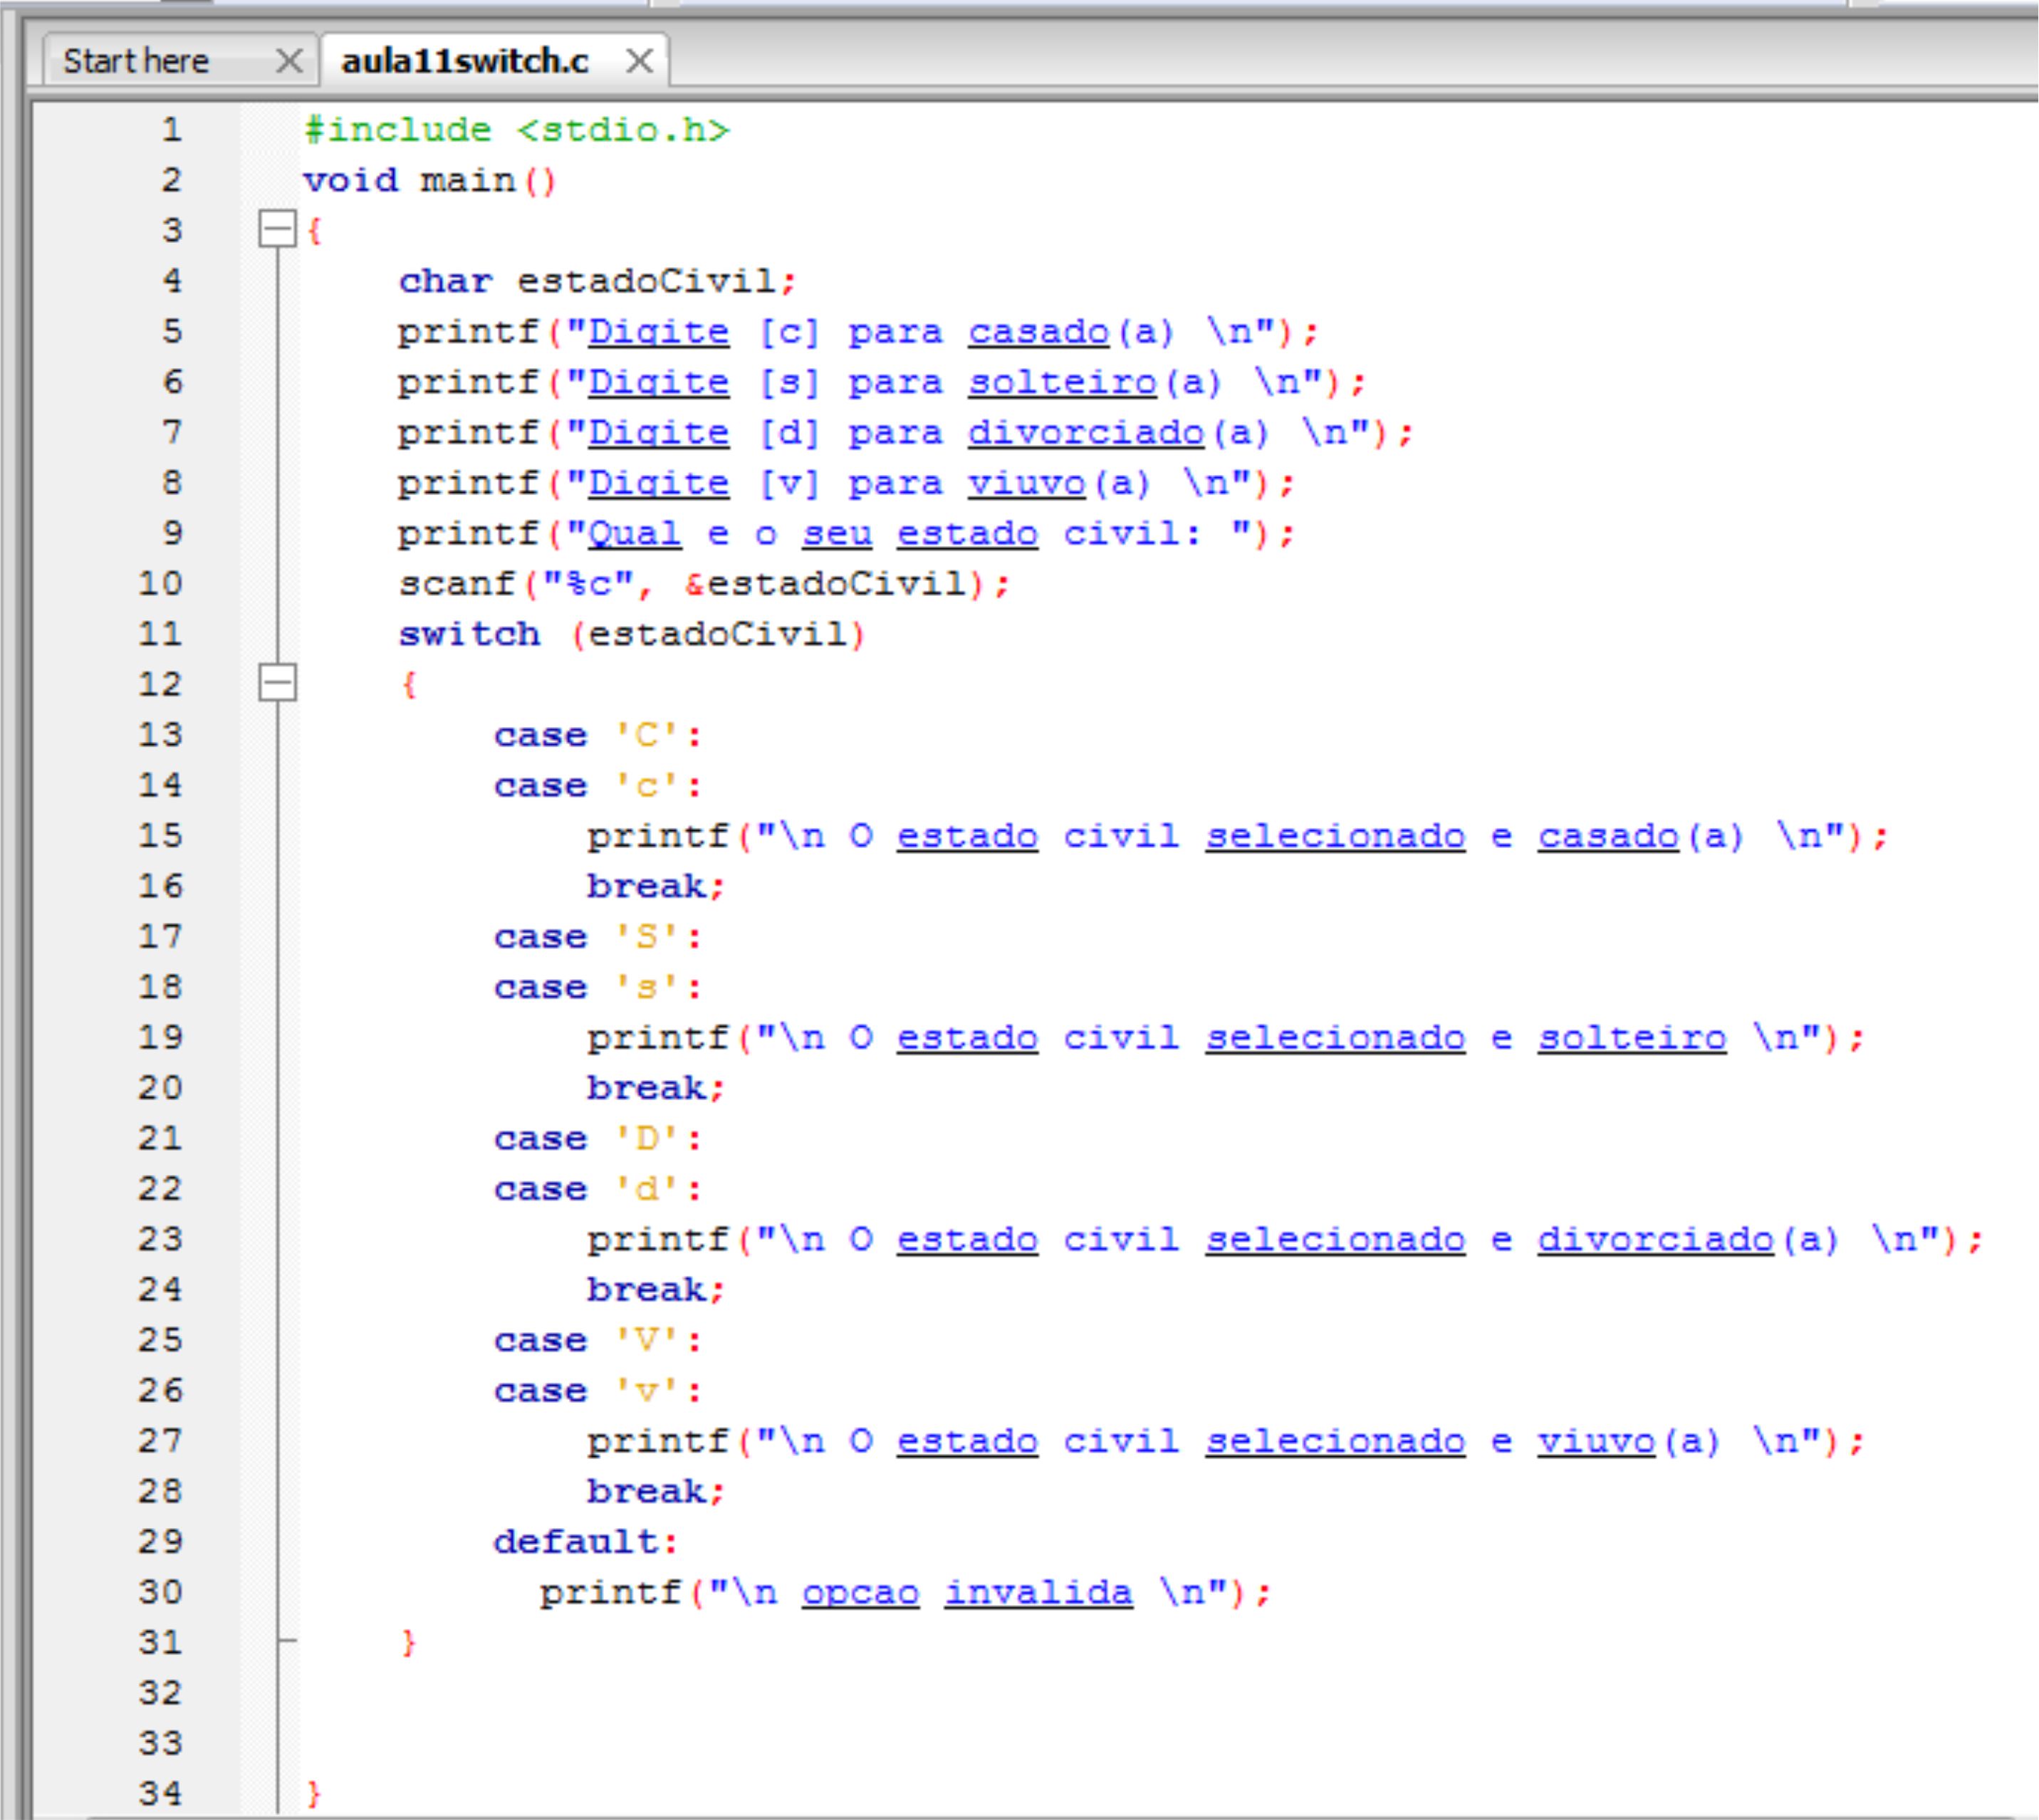 Start here aula11switch.c
1 #include <stdio.h>
2 void main()
3 {
4 char estadoCivil;
5 printf("Digite [c] para casado(a) \n");
6 printf("Digite [s] para solteiro(a) \n");
7 printf("Digite [d] para divorciado(a) \n");
8 printf("Digite [v] para viuvo(a) \n");
9 printf("Qual e o seu estado civil: ");
10 scanf("%c", &estadoCivil);
11 switch (estadoCivil)
12 {
13 case 'C':
14 case 'c':
15 printf("\n O estado civil selecionado e casado(a) \n");
16 break;
17 case 'S':
18 case 's':
19 printf("\n O estado civil selecionado e solteiro \n");
20 break;
21 case 'D':
22 case 'd':
23 printf("\n O estado civil selecionado e divorciado(a) \n");
24 break;
25 case 'V':
26 case 'v':
27 printf("\n O estado civil selecionado e viuvo(a) \n");
28 break;
29 default:
30 printf("\n opcao invalida \n");
31 }
32
33
34 }